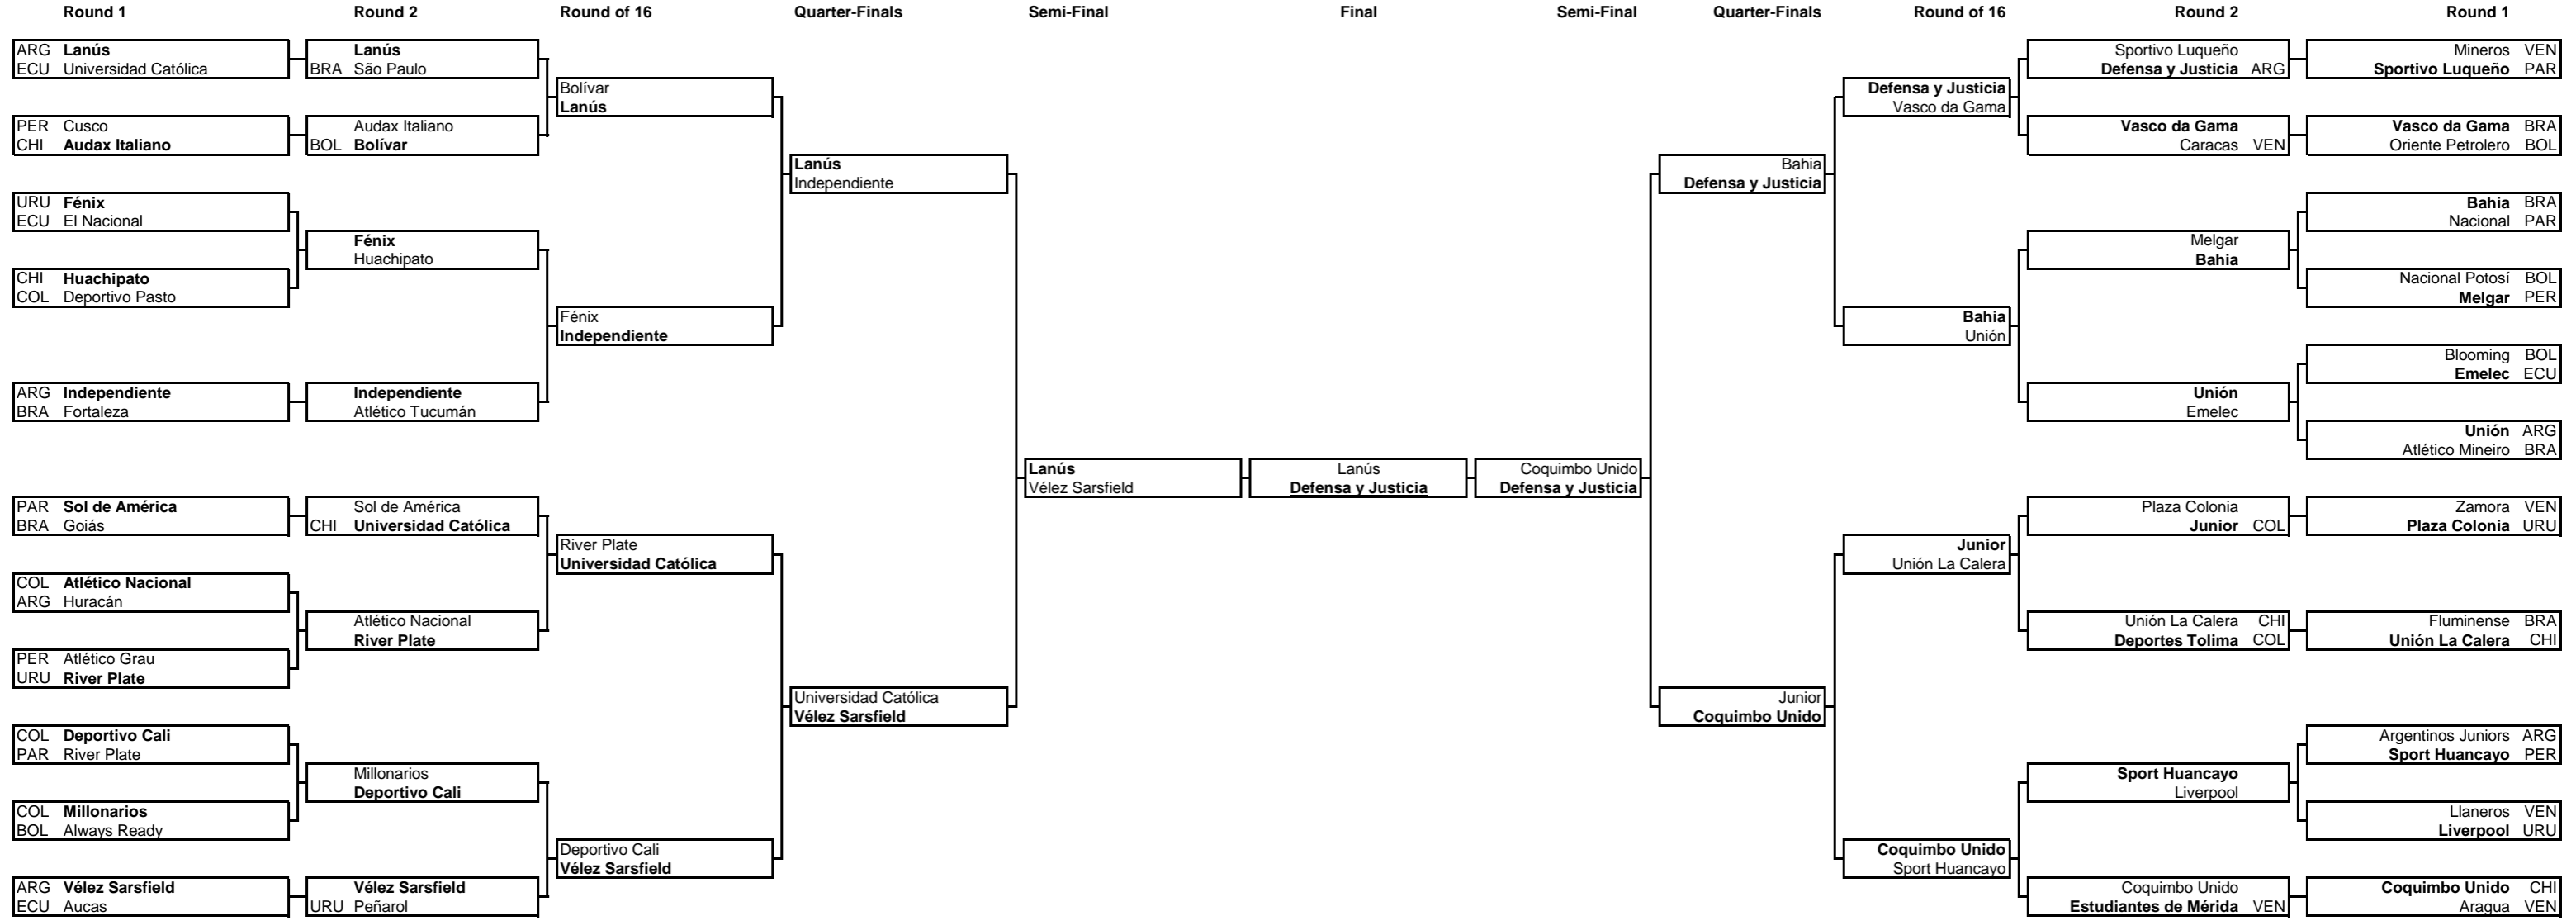 Round 1 Round 2 Round of 16 Quarter-Finals Semi-Final Final Semi-Final Quarter-Finals Round of 16 Round 2 Round 1
ARG Lanús
ECU Universidad Católica
PER Cusco
CHI Audax Italiano
URU Fénix
ECU El Nacional
CHI Huachipato
COL Deportivo Pasto
ARG Independiente
BRA Fortaleza
PAR Sol de América
BRA Goiás
COL Atlético Nacional
ARG Huracán
PER Atlético Grau
URU River Plate
COL Deportivo Cali
PAR River Plate
COL Millonarios
BOL Always Ready
ARG Vélez Sarsfield
ECU Aucas
Lanús
BRA São Paulo
Audax Italiano
BOL Bolívar
Fénix
Huachipato
Independiente
Atlético Tucumán
Sol de América
CHI Universidad Católica
Atlético Nacional
River Plate
Millonarios
Deportivo Cali
Vélez Sarsfield
URU Peñarol
Bolívar
Lanús
Fénix
Independiente
River Plate
Universidad Católica
Deportivo Cali
Vélez Sarsfield
Lanús
Independiente
Universidad Católica
Vélez Sarsfield
Lanús
Vélez Sarsfield
Lanús
Defensa y Justicia
Coquimbo Unido
Defensa y Justicia
Bahia
Defensa y Justicia
Junior
Coquimbo Unido
Defensa y Justicia
Vasco da Gama
Bahia
Unión
Junior
Unión La Calera
Coquimbo Unido
Sport Huancayo
Sportivo Luqueño
Defensa y Justicia ARG
Vasco da Gama
Caracas VEN
Melgar
Bahia
Unión
Emelec
Plaza Colonia
Junior COL
Unión La Calera CHI
Deportes Tolima COL
Sport Huancayo
Liverpool
Coquimbo Unido
Estudiantes de Mérida VEN
Mineros VEN
Sportivo Luqueño PAR
Vasco da Gama BRA
Oriente Petrolero BOL
Bahia BRA
Nacional PAR
Nacional Potosí BOL
Melgar PER
Blooming BOL
Emelec ECU
Unión ARG
Atlético Mineiro BRA
Zamora VEN
Plaza Colonia URU
Fluminense BRA
Unión La Calera CHI
Argentinos Juniors ARG
Sport Huancayo PER
Llaneros VEN
Liverpool URU
Coquimbo Unido CHI
Aragua VEN